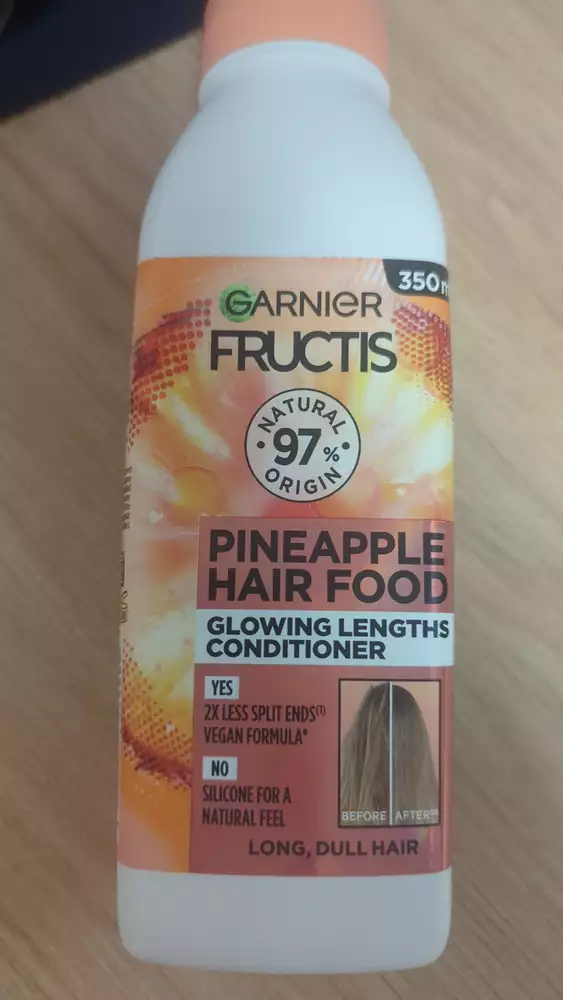 350
GARNIER
FRUCTIS
NATURAL
97%
ORIGIN
PINEAPPLE
HAIR FOOD
GLOWING LENGTHS
CONDITIONER
YES
2X LESS SPLIT ENDS(1)
VEGAN FORMULA*
NO
SILICONE FOR A
NATURAL FEEL
BEFORE AFTER
LONG, DULL HAIR